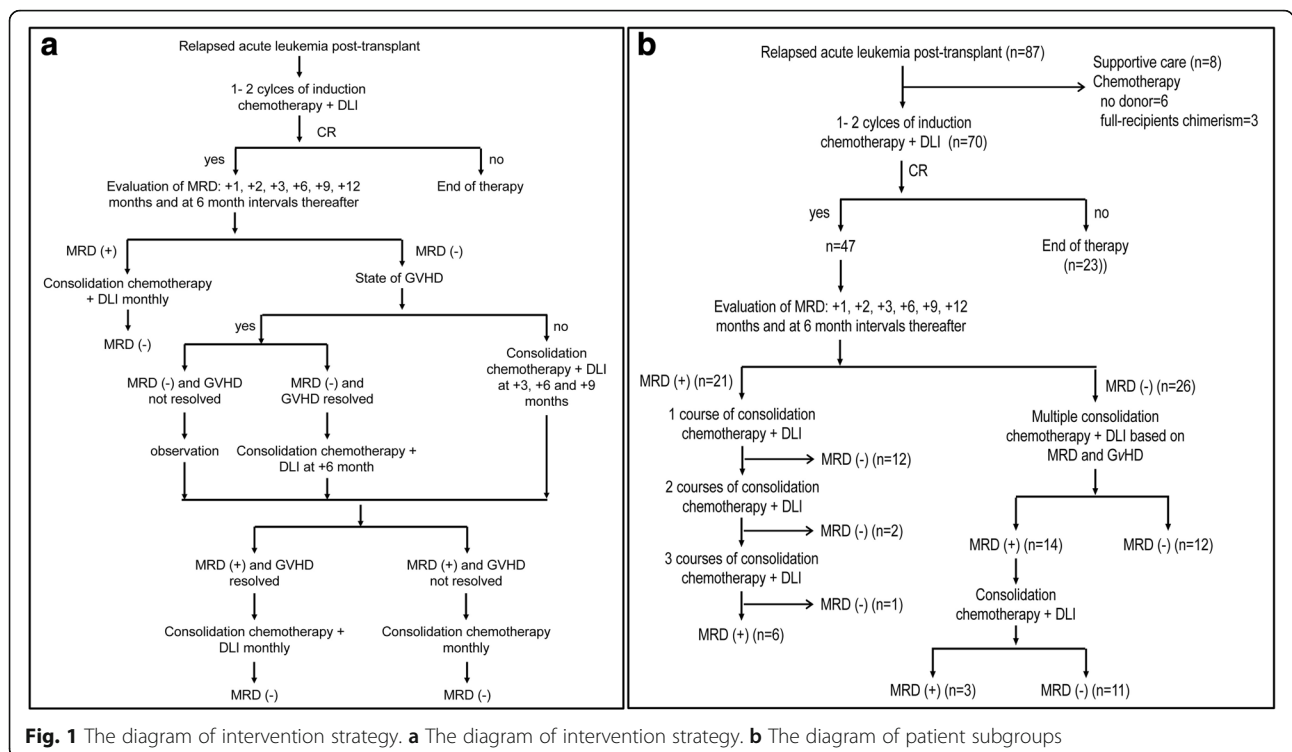 a
Relapsed acute leukemia post-transplant
1- 2 cylces of induction
chemotherapy + DLI
CR
yes
no
Evaluation of MRD: +1, +2, +3, +6, +9, +12
months and at 6 month intervals thereafter
End of therapy
MRD (+)
MRD (-)
Consolidation chemotherapy
+ DLI monthly
State of GVHD
MRD (-)
yes
no
MRD (-) and GVHD
not resolved
MRD (-) and
GVHD resolved
Consolidation
chemotherapy + DLI
at +3, +6 and +9
months
observation
Consolidation chemotherapy +
DLI at +6 month
MRD (+) and GVHD
resolved
MRD (+) and GVHD
not resolved
Consolidation chemotherapy +
DLI monthly
Consolidation chemotherapy
monthly
MRD (-)
MRD (-)
b
Relapsed acute leukemia post-transplant (n=87)
Supportive care (n=8)
Chemotherapy
no donor=6
full-recipients chimerism=3
1- 2 cylces of induction
chemotherapy + DLI (n=70)
CR
yes
no
n=47
End of therapy
(n=23))
Evaluation of MRD: +1, +2, +3, +6, +9, +12
months and at 6 month intervals thereafter
MRD (+) (n=21)
MRD (-) (n=26)
1 course of consolidation
chemotherapy + DLI
MRD (-) (n=12)
2 courses of consolidation
chemotherapy + DLI
MRD (-) (n=2)
3 courses of consolidation
chemotherapy + DLI
MRD (-) (n=1)
MRD (+) (n=6)
Multiple consolidation
chemotherapy + DLI based on
MRD and GvHD
MRD (+) (n=14)
MRD (-) (n=12)
Consolidation
chemotherapy + DLI
MRD (+) (n=3)
MRD (-) (n=11)
Fig. 1 The diagram of intervention strategy. a The diagram of intervention strategy. b The diagram of patient subgroups